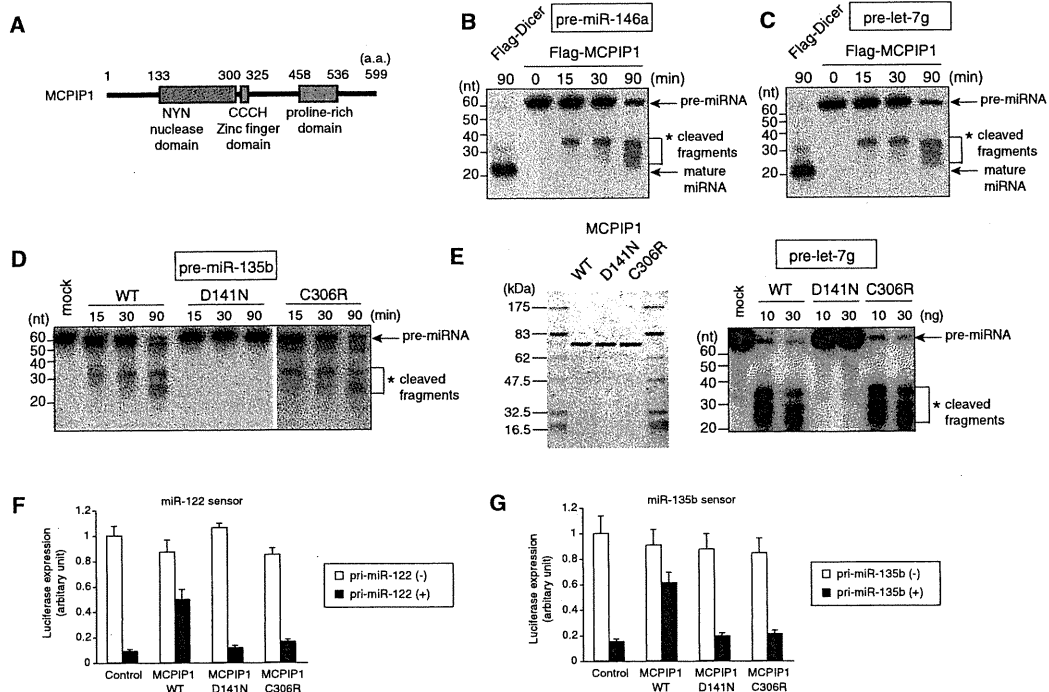 A
1 133 300 325 458 536 599
(a.a.)
MCPIP1
NYN
nuclease
domain
CCCH
Zinc finger
domain
proline-rich
domain
B
pre-miR-146a
Flag-Dicer
Flag-MCPIP1
90 0 15 30 90 (min)
(nt)
60
50
40
30
20
pre-miRNA
* cleaved
fragments
mature
miRNA
C
pre-let-7g
Flag-Dicer
Flag-MCPIP1
90 0 15 30 90 (min)
(nt)
60
50
40
30
20
pre-miRNA
* cleaved
fragments
mature
miRNA
D
pre-miR-135b
mock
WT D141N C306R
15 30 90 15 30 90 15 30 90 (min)
(nt)
60
50
40
30
20
pre-miRNA
* cleaved
fragments
E
MCPIP1
WT D141N C306R
(kDa)
175
83
62
47.5
32.5
16.5
pre-let-7g
mock
WT D141N C306R
10 30 10 30 10 30 (ng)
(nt)
60
50
40
30
20
pre-miRNA
* cleaved
fragments
F
miR-122 sensor
Luciferase expression
(arbitary unit)
1.2
1
0.8
0.6
0.4
0.2
0
Control
MCPIP1
WT
MCPIP1
D141N
MCPIP1
C306R
pri-miR-122 (-)
pri-miR-122 (+)
G
miR-135b sensor
Luciferase expression
(arbitary unit)
1.2
1
0.8
0.6
0.4
0.2
0
Control
MCPIP1
WT
MCPIP1
D141N
MCPIP1
C306R
pri-miR-135b (-)
pri-miR-135b (+)